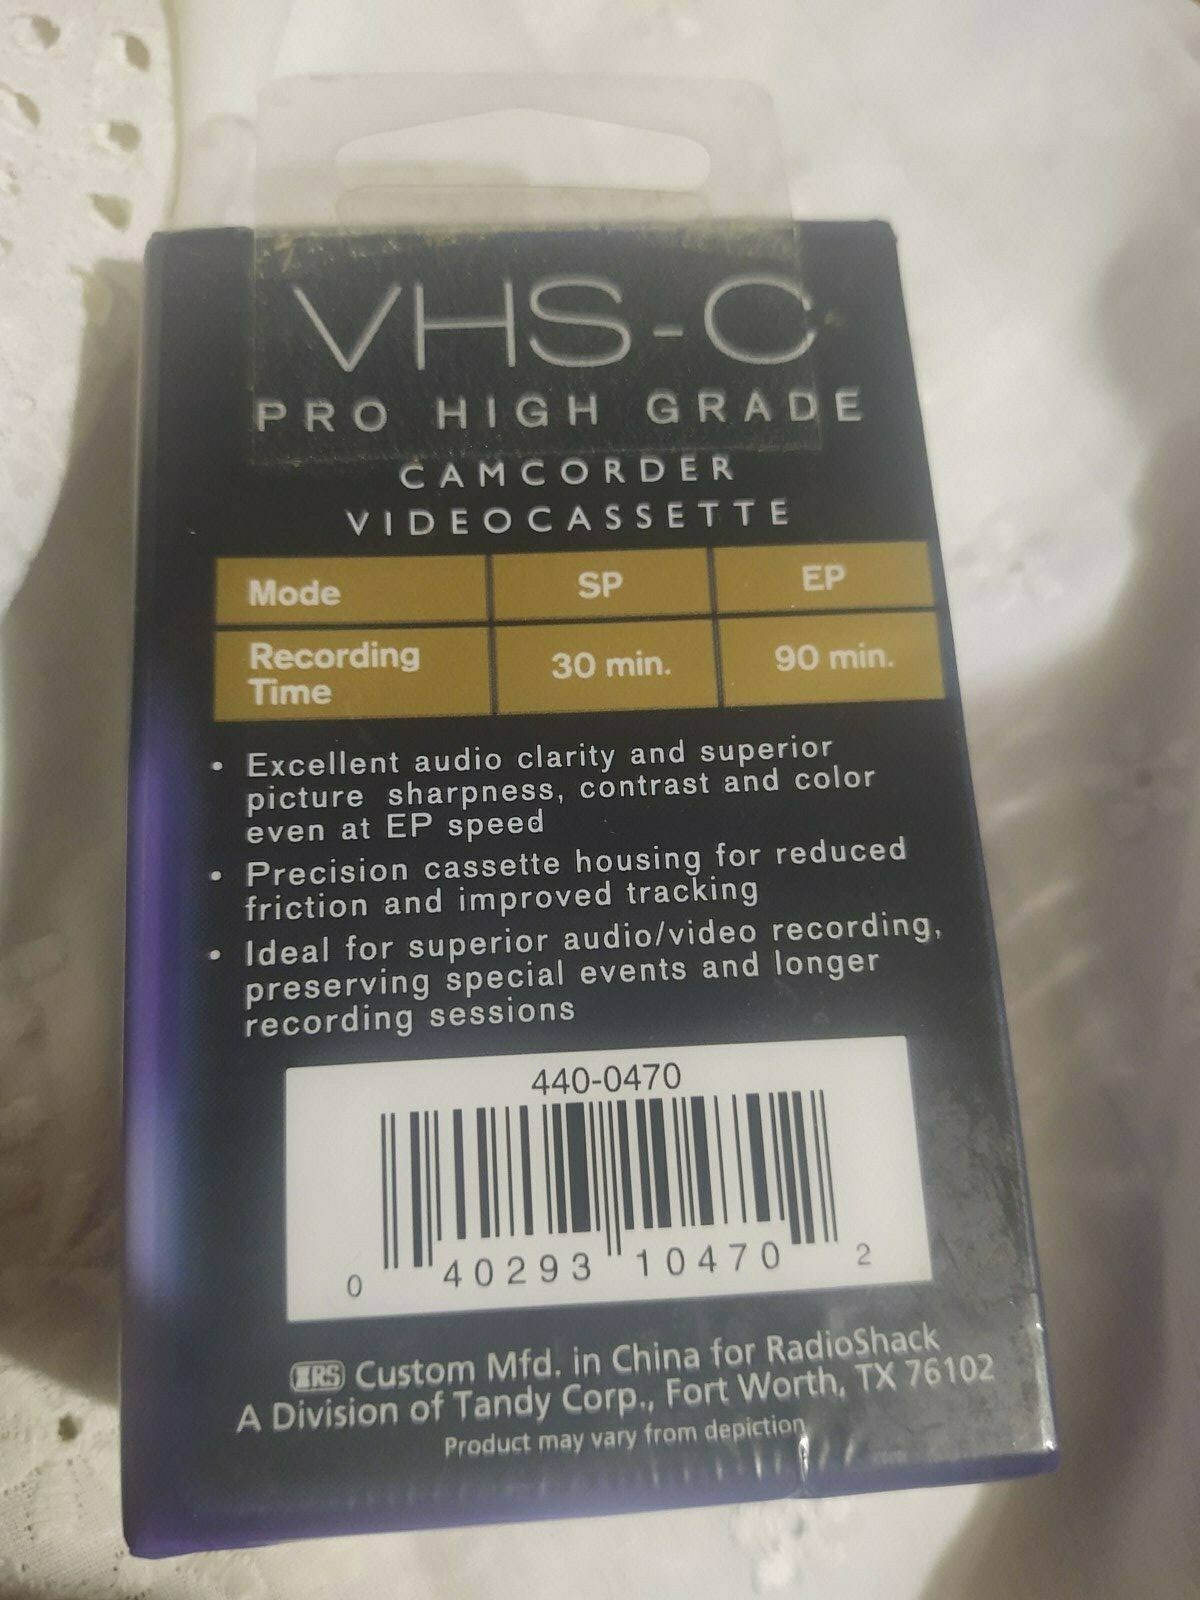 VHS-C
PRO HIGH GRADE
CAMCORDER
VIDEOCASSETTE
Mode SP EP
Recording Time 30 min. 90 min.
• Excellent audio clarity and superior
picture sharpness, contrast and color
even at EP speed
• Precision cassette housing for reduced
friction and improved tracking
• Ideal for superior audio/video recording,
preserving special events and longer
recording sessions
440-0470
0 40293 10470 2
RS Custom Mfd. in China for RadioShack
A Division of Tandy Corp., Fort Worth, TX 76102
Product may vary from depiction